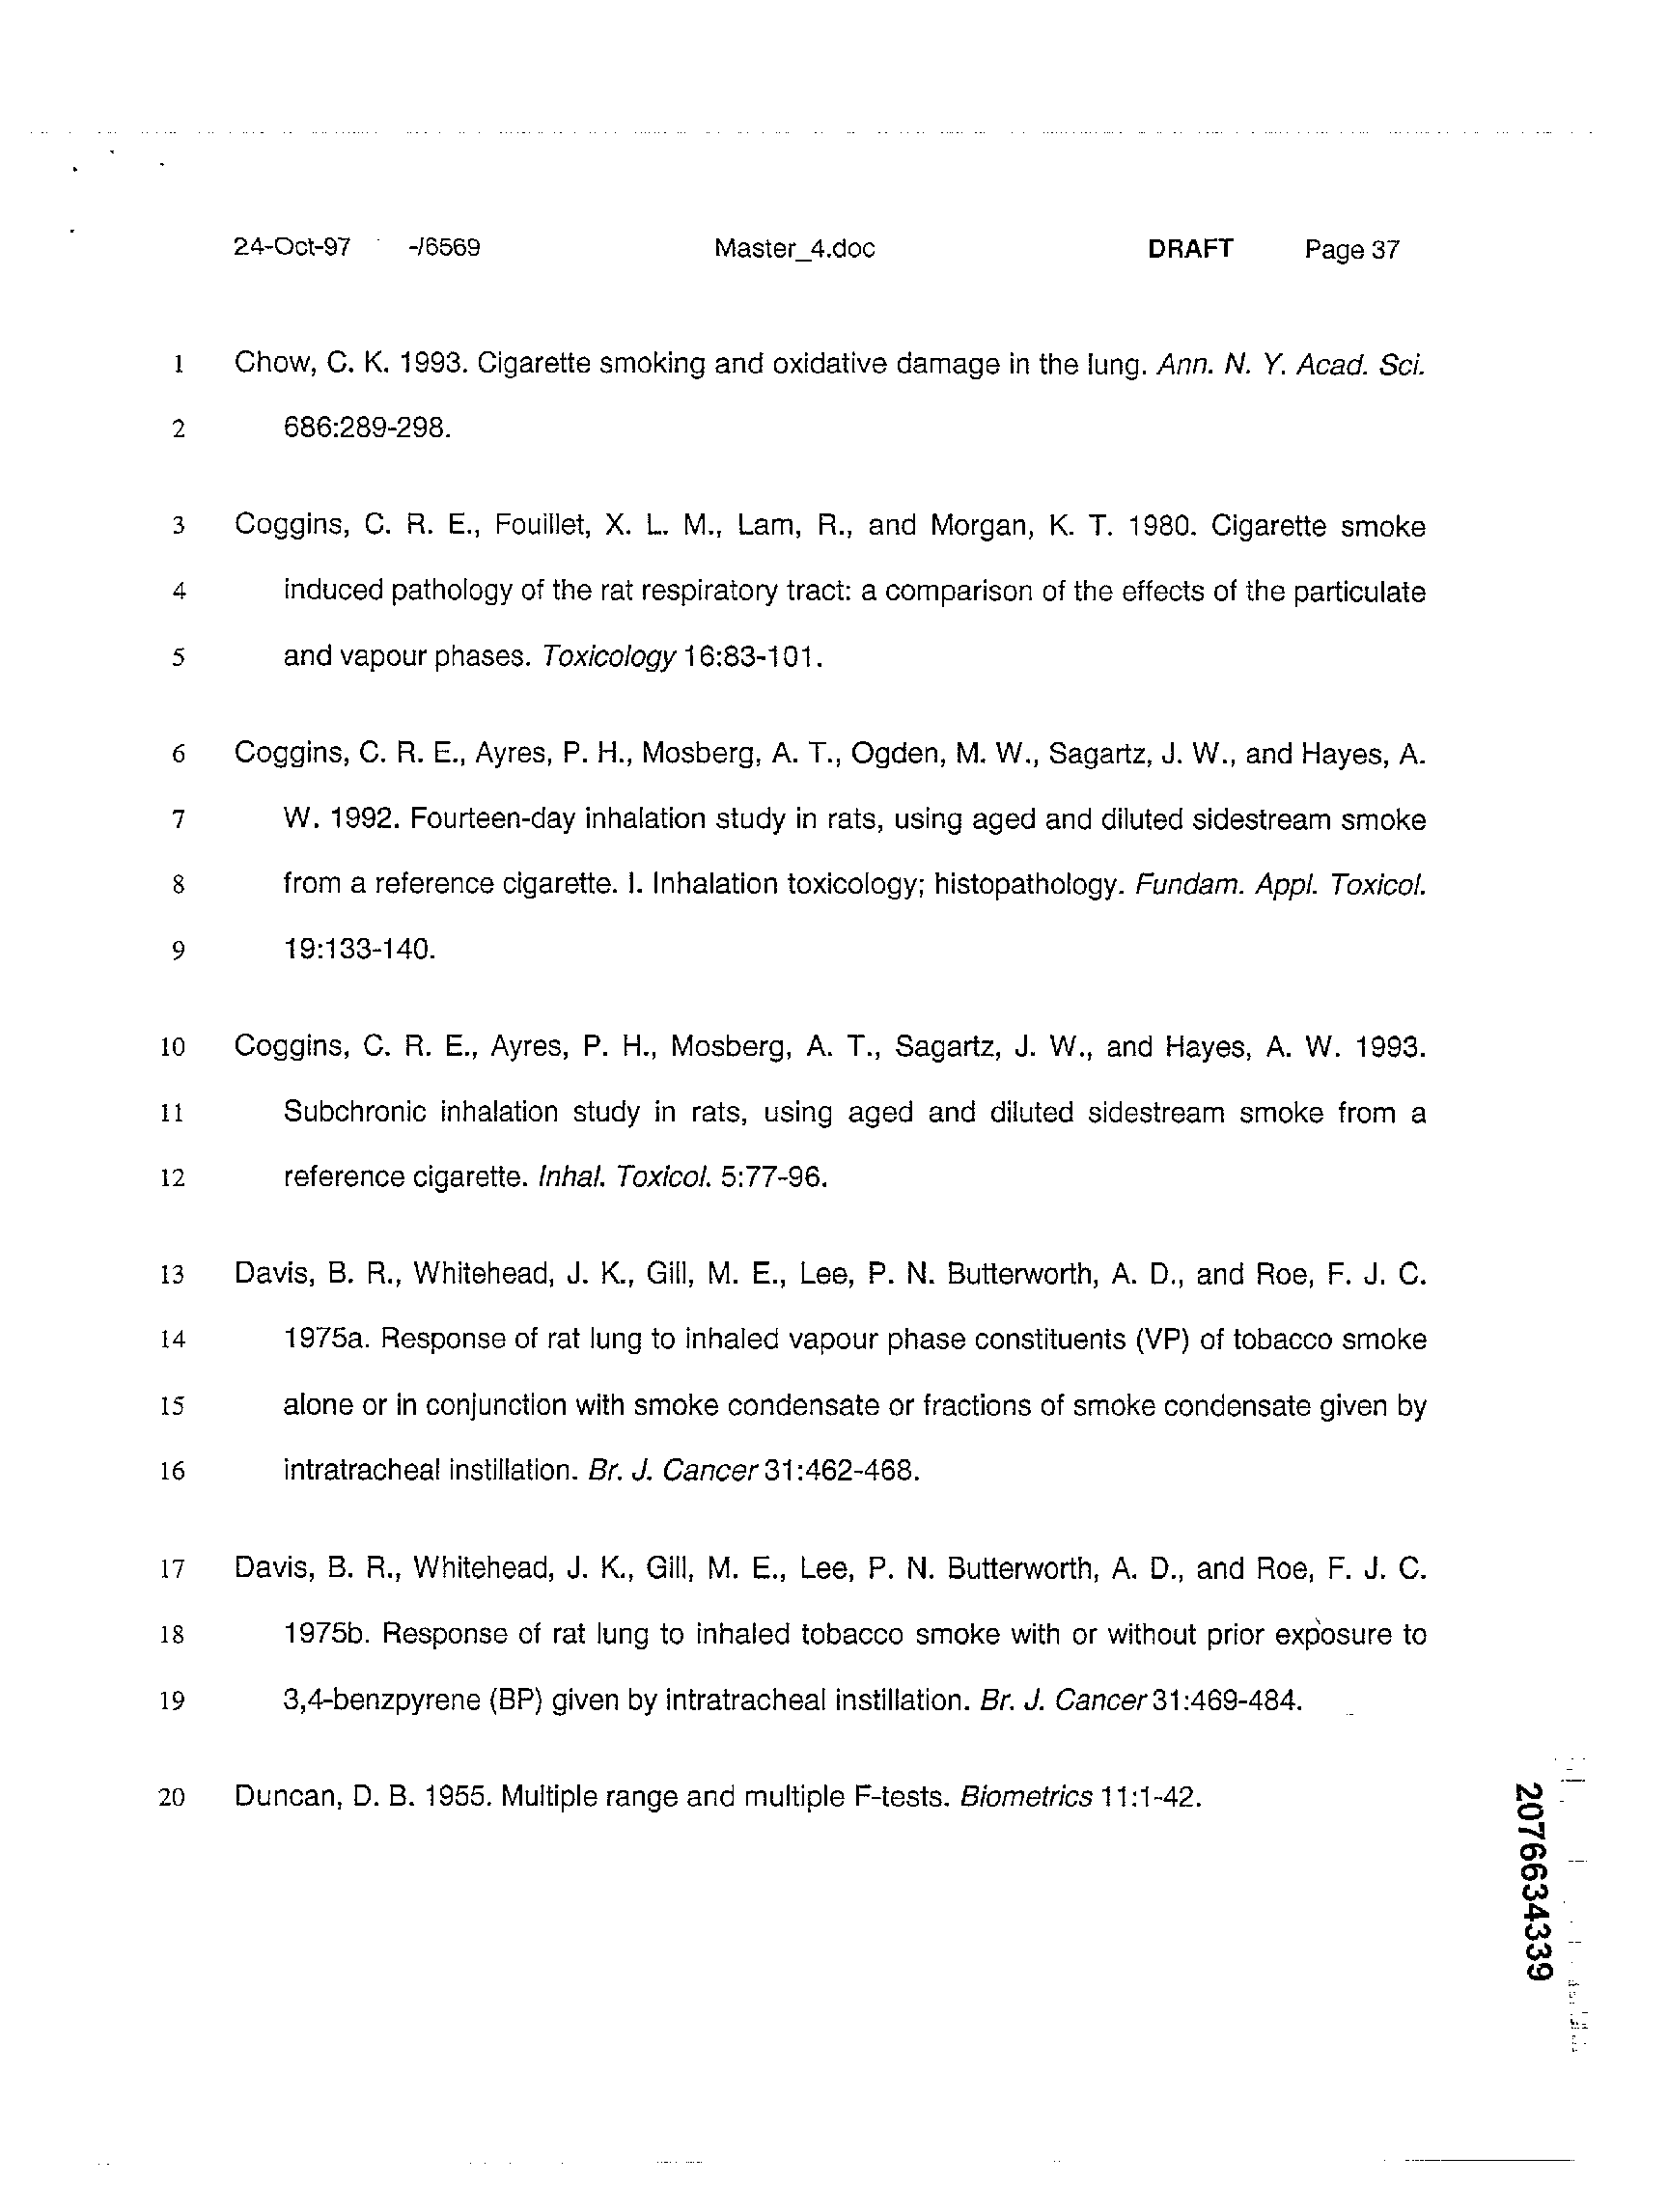 24-Oct-97 -/6569 Master_4.doc DRAFT Page 37
1 Chow, C. K. 1993. Cigarette smoking and oxidative damage in the lung. Ann. N. Y. Acad. Sci.
2 686:289-298.
3 Coggins, C. R. E., Fouillet, X. L. M., Lam, R., and Morgan, K. T. 1980. Cigarette smoke
4 induced pathology of the rat respiratory tract: a comparison of the effects of the particulate
5 and vapour phases. Toxicology 16:83-101.
6 Coggins, C. R. E., Ayres, P. H., Mosberg, A. T., Ogden, M. W., Sagartz, J. W., and Hayes, A.
7 W. 1992. Fourteen-day inhalation study in rats, using aged and diluted sidestream smoke
8 from a reference cigarette. I. Inhalation toxicology; histopathology. Fundam. Appl. Toxicol.
9 19:133-140.
10 Coggins, C. R. E., Ayres, P. H., Mosberg, A. T., Sagartz, J. W., and Hayes, A. W. 1993.
11 Subchronic inhalation study in rats, using aged and diluted sidestream smoke from a
12 reference cigarette. Inhal. Toxicol. 5:77-96.
13 Davis, B. R., Whitehead, J. K., Gill, M. E., Lee, P. N. Butterworth, A. D., and Roe, F. J. C.
14 1975a. Response of rat lung to inhaled vapour phase constituents (VP) of tobacco smoke
15 alone or in conjunction with smoke condensate or fractions of smoke condensate given by
16 intratracheal instillation. Br. J. Cancer 31:462-468.
17 Davis, B. R., Whitehead, J. K., Gill, M. E., Lee, P. N. Butterworth, A. D., and Roe, F. J. C.
18 1975b. Response of rat lung to inhaled tobacco smoke with or without prior exposure to
19 3,4-benzpyrene (BP) given by intratracheal instillation. Br. J. Cancer 31:469-484.
20 Duncan, D. B. 1955. Multiple range and multiple F-tests. Biometrics 11:1-42.
2076634339